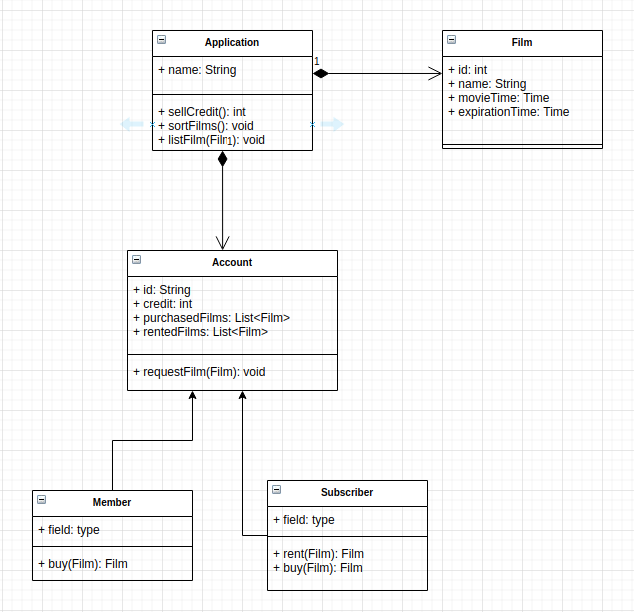 Application
+ name: String
+ sellCredit(): int
+ sortFilms(): void
+ listFilm(Film): void
1
1
Film
+ id: int
+ name: String
+ movieTime: Time
+ expirationTime: Time
Account
+ id: String
+ credit: int
+ purchasedFilms: List<Film>
+ rentedFilms: List<Film>
+ requestFilm(Film): void
Member
+ field: type
+ buy(Film): Film
Subscriber
+ field: type
+ rent(Film): Film
+ buy(Film): Film